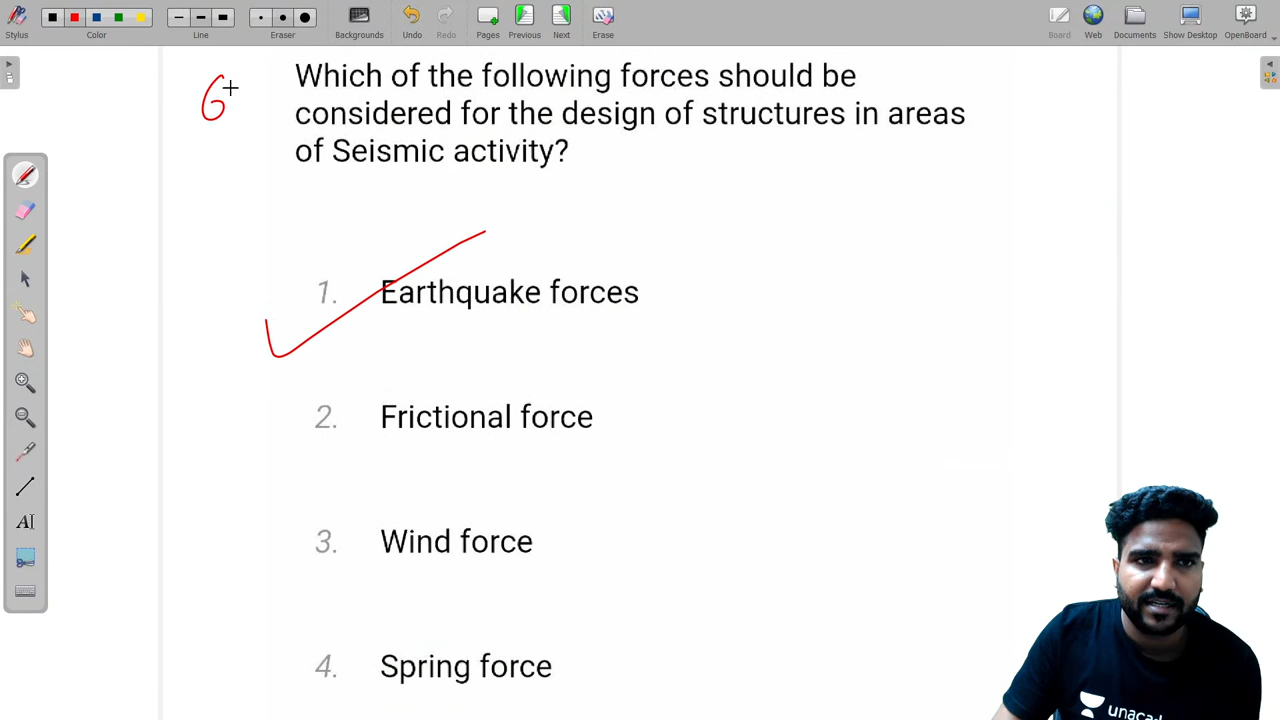 Stylus
Color
Line
Eraser
Backgrounds
Undo
Redo
Pages
Previous
Next
Erase
Board
Web
Documents
Show Desktop
OpenBoard
6
Which of the following forces should be
considered for the design of structures in areas
of Seismic activity?
1. Earthquake forces
2. Frictional force
3. Wind force
4. Spring force
AI